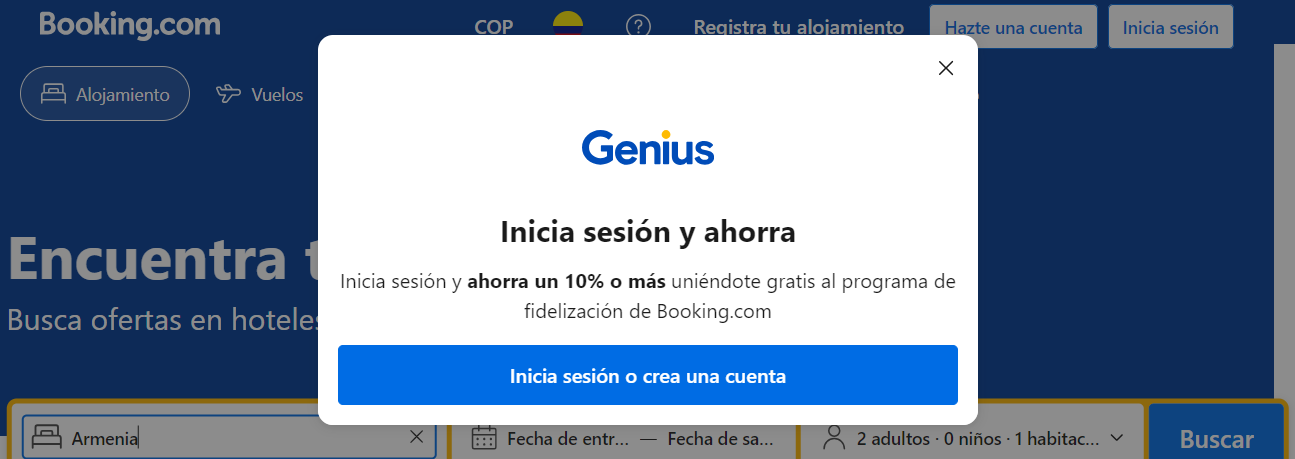 Booking.com
COP
Registra tu alojamiento
Hazte una cuenta
Inicia sesión
Alojamiento
Vuelos
Genius
Inicia sesión y ahorra
Inicia sesión y ahorra un 10% o más uniéndote gratis al programa de
fidelización de Booking.com
Inicia sesión o crea una cuenta
Encuentra t
Busca ofertas en hoteles
Armenia
Fecha de entr... — Fecha de sa...
2 adultos · 0 niños · 1 habitac...
Buscar